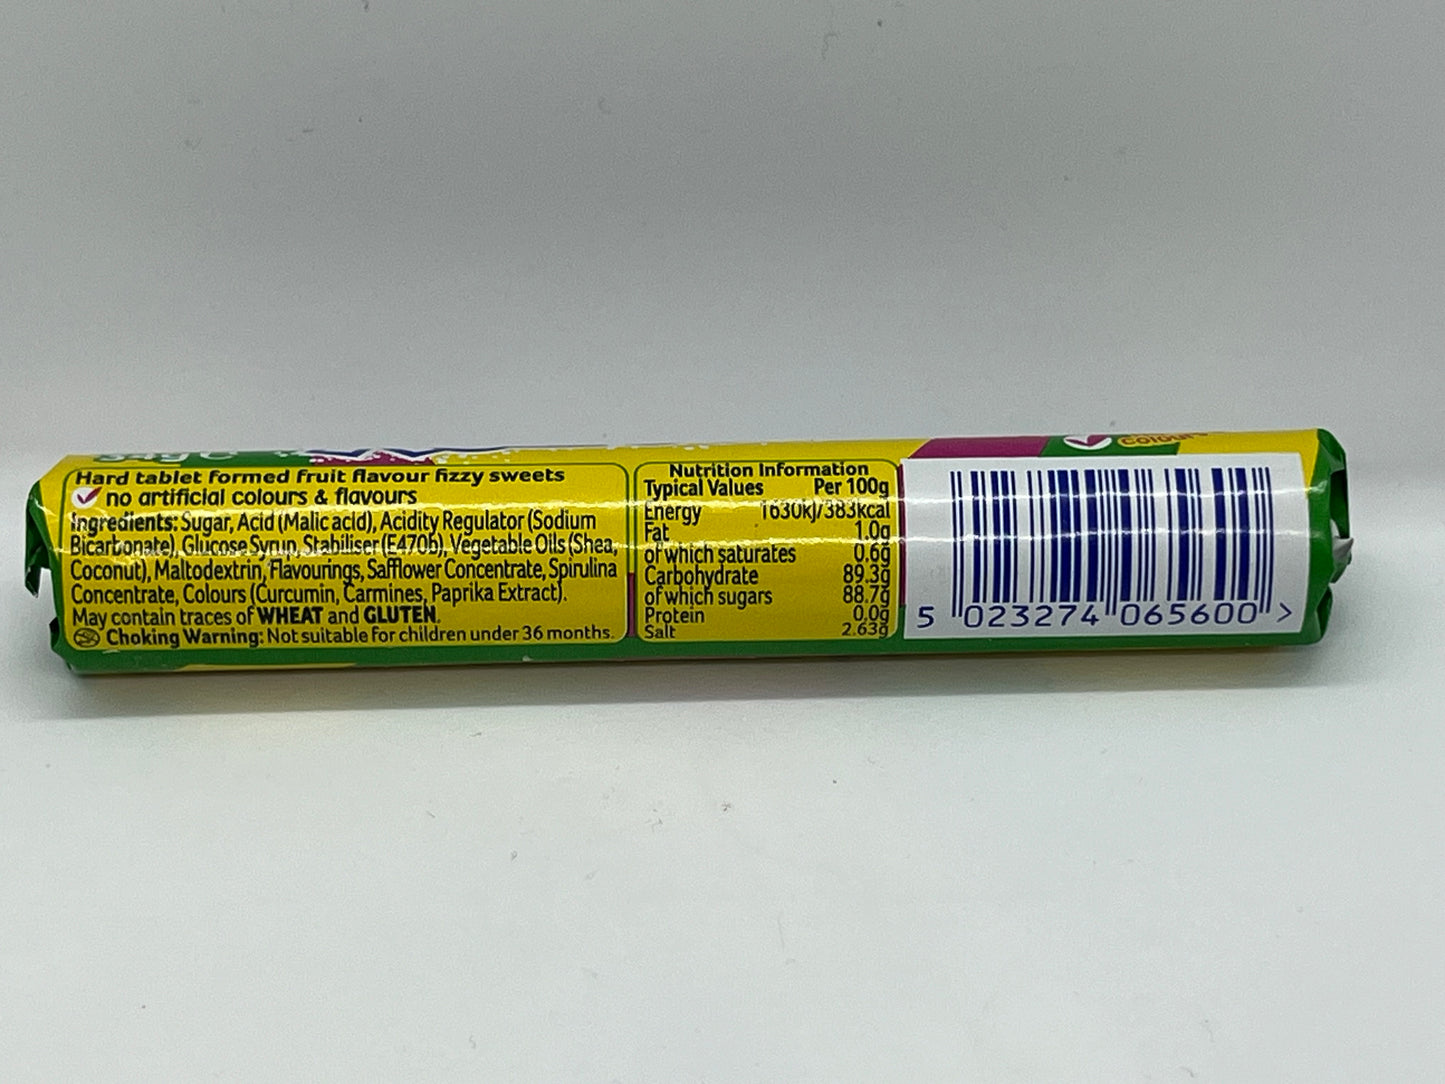 34g e
Hard tablet formed fruit flavour fizzy sweets
no artificial colours & flavours
Ingredients: Sugar, Acid (Malic acid), Acidity Regulator (Sodium
Bicarbonate), Glucose Syrup, Stabiliser (E470b), Vegetable Oils (Shea,
Coconut), Maltodextrin, Flavourings, Safflower Concentrate, Spirulina
Concentrate, Colours (Curcumin, Carmines, Paprika Extract).
May contain traces of WHEAT and GLUTEN.
Choking Warning: Not suitable for children under 36 months.
Nutrition Information
Typical Values Per 100g
Energy 1630kJ/383kcal
Fat 1.0g
of which saturates 0.6g
Carbohydrate 89.3g
of which sugars 88.7g
Protein 0.0g
Salt 2.63g
colours
5 023274 065600 >